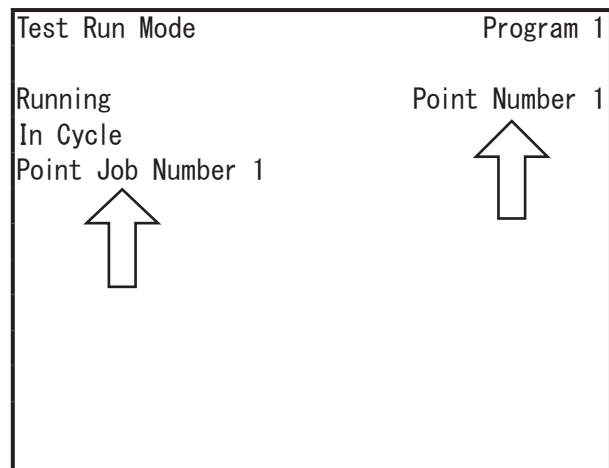 Test Run Mode Program 1
Running Point Number 1
In Cycle
Point Job Number 1